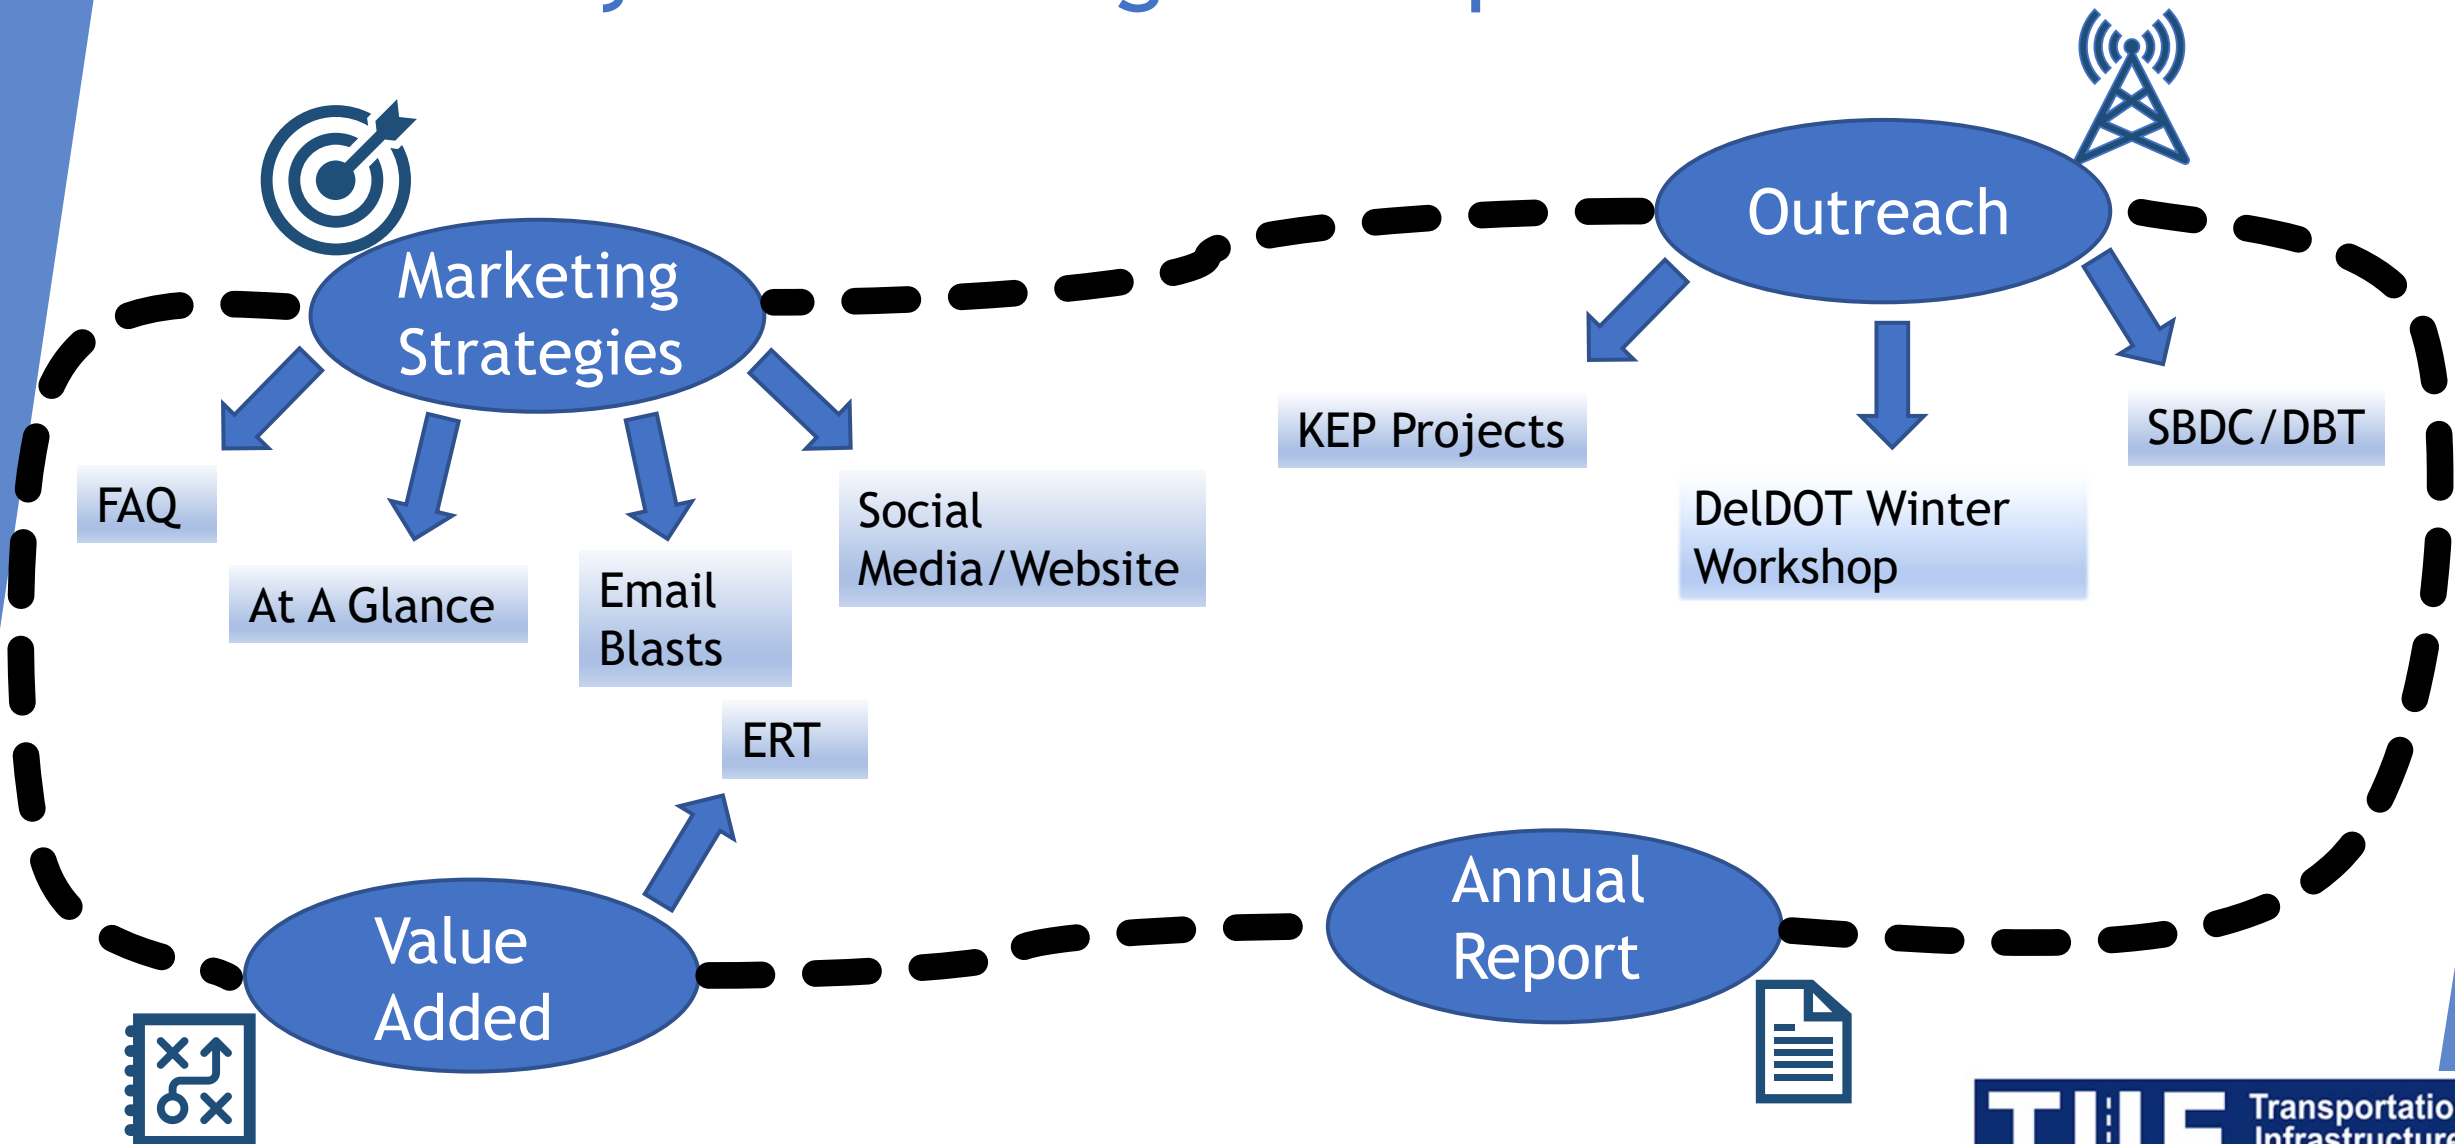 Outreach
Marketing
Strategies
KEP Projects
SBDC/DBT
FAQ
Social
Media/Website
DelDOT Winter
Workshop
At A Glance
Email
Blasts
ERT
Annual
Report
Value
Added